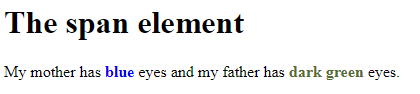 The span element
My mother has blue eyes and my father has dark green eyes.